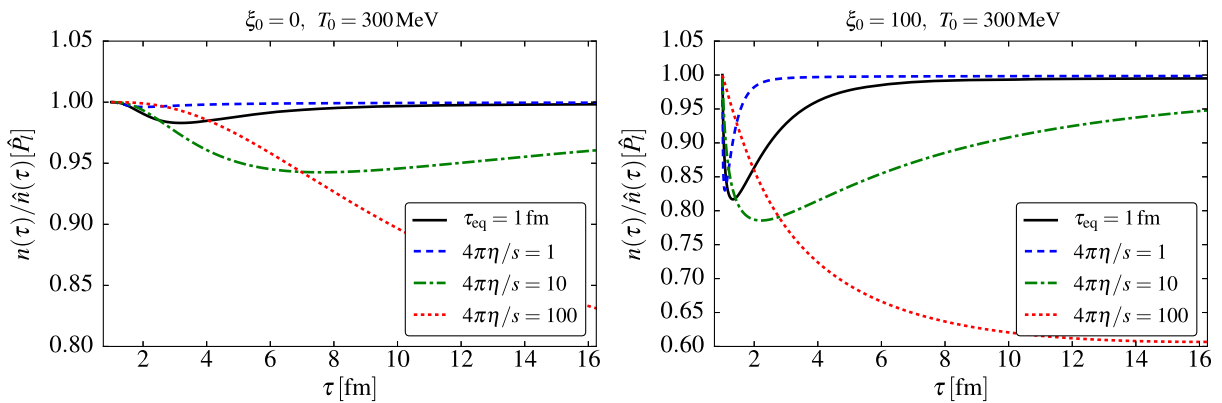 ξ₀ = 0, T₀ = 300 MeV
n(τ)/n̂(τ) [P̂ₗ]
1.05
1.00
0.95
0.90
0.85
0.80
τeq = 1 fm
4πη/s = 1
4πη/s = 10
4πη/s = 100
2 4 6 8 10 12 14 16
τ [fm]
ξ₀ = 100, T₀ = 300 MeV
n(τ)/n̂(τ) [P̂ₗ]
1.05
1.00
0.95
0.90
0.85
0.80
0.75
0.70
0.65
0.60
τeq = 1 fm
4πη/s = 1
4πη/s = 10
4πη/s = 100
2 4 6 8 10 12 14 16
τ [fm]